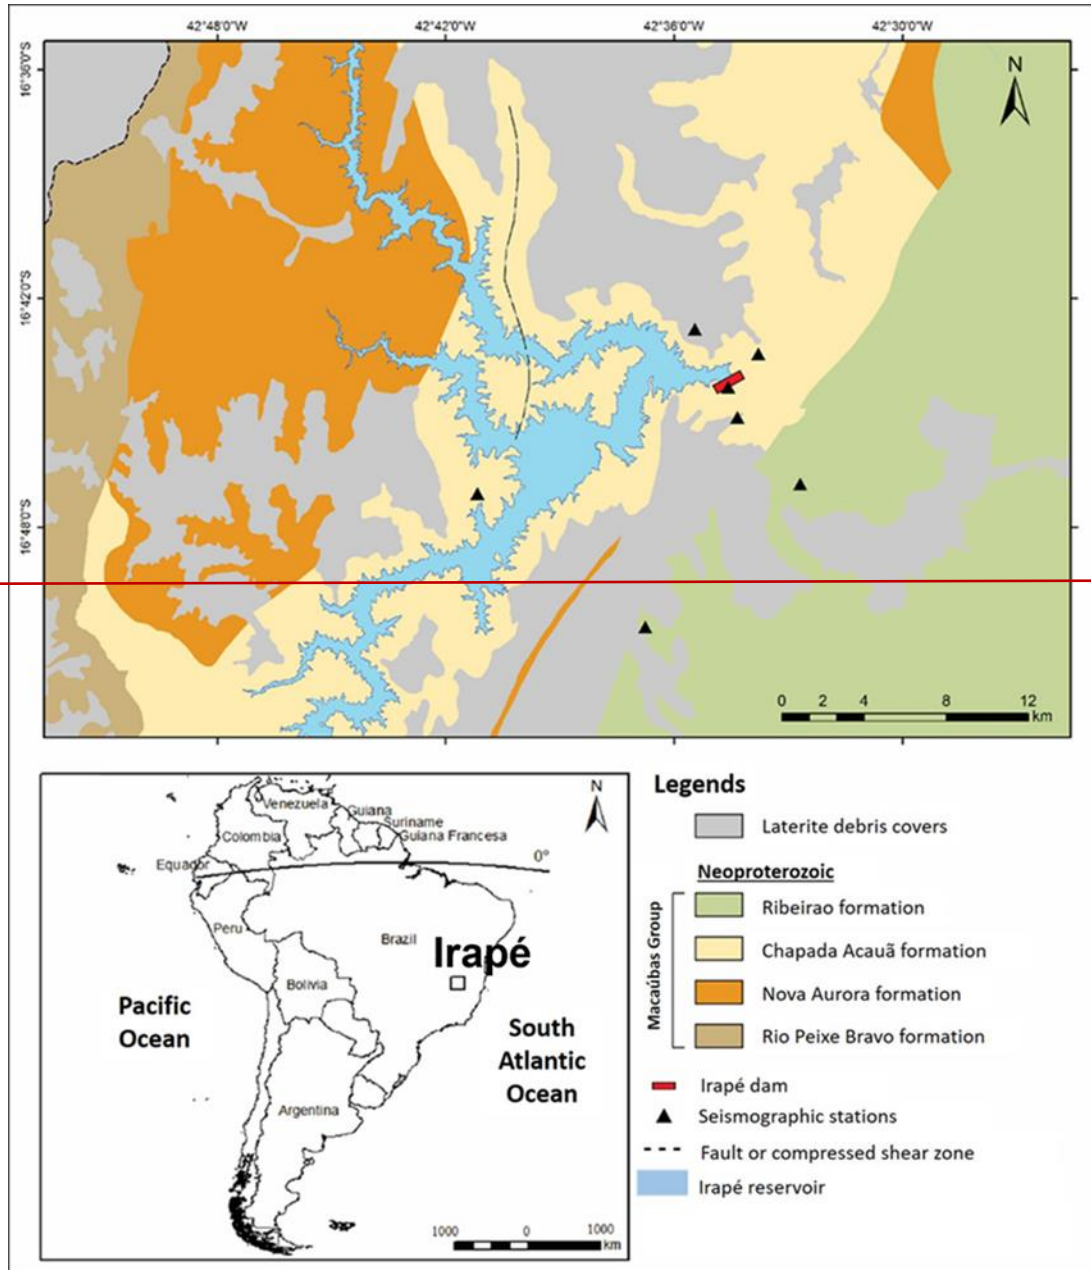 42°48'0"W
42°42'0"W
42°36'0"W
42°30'0"W
16°36'0"S
16°42'0"S
16°48'0"S
N
0 2 4 8 12
km
N
Venezuela
Guiana
Suriname
Colombia
Guiana Francesa
Equador
0°
Peru
Brazil
Irapé
Bolivia
Pacific
Ocean
South
Atlantic
Ocean
Argentina
1000 0 1000
km
Legends
Laterite debris covers
Neoproterozoic
Macaúbas Group
Ribeirao formation
Chapada Acauã formation
Nova Aurora formation
Rio Peixe Bravo formation
Irapé dam
Seismographic stations
Fault or compressed shear zone
Irapé reservoir